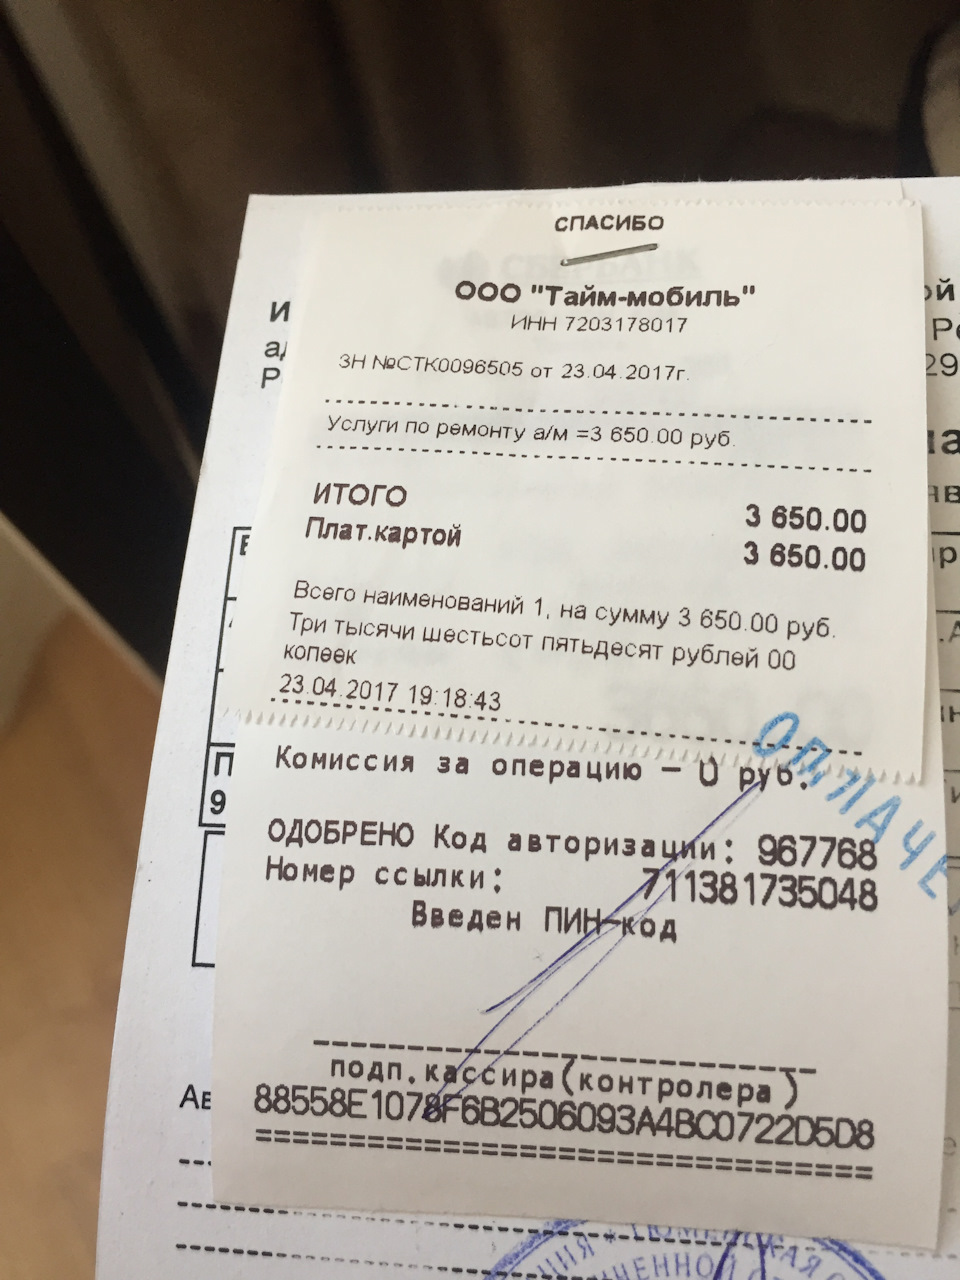 СПАСИБО
СБЕРБАНК
ООО "Тайм-мобиль"
ИНН 7203178017
ЗН №СТК0096505 от 23.04.2017г.
Услуги по ремонту а/м =3 650.00 руб.
ИТОГО 3 650.00
Плат.картой 3 650.00
Всего наименований 1, на сумму 3 650.00 руб.
Три тысячи шестьсот пятьдесят рублей 00
копеек
23.04.2017 19:18:43
ОПЛАЧЕ
Комиссия за операцию – 0 руб.
ОДОБРЕНО Код авторизации: 967768
Номер ссылки: 711381735048
Введен ПИН-код
подп.кассира(контролера)
88558E1078F6B2506093A4BC0722D5D8
Ав